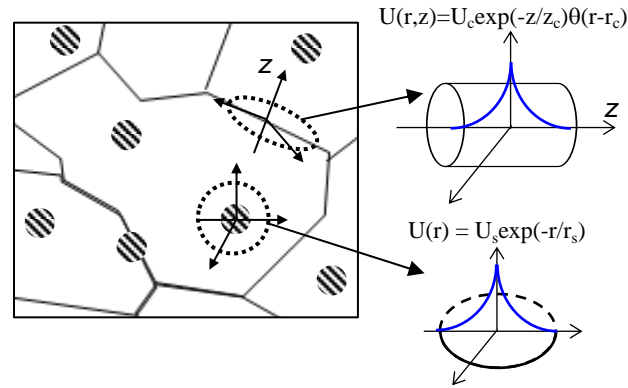 U(r,z)=U_c exp(-z/z_c)θ(r-r_c)
z
z
U(r) = U_s exp(-r/r_s)